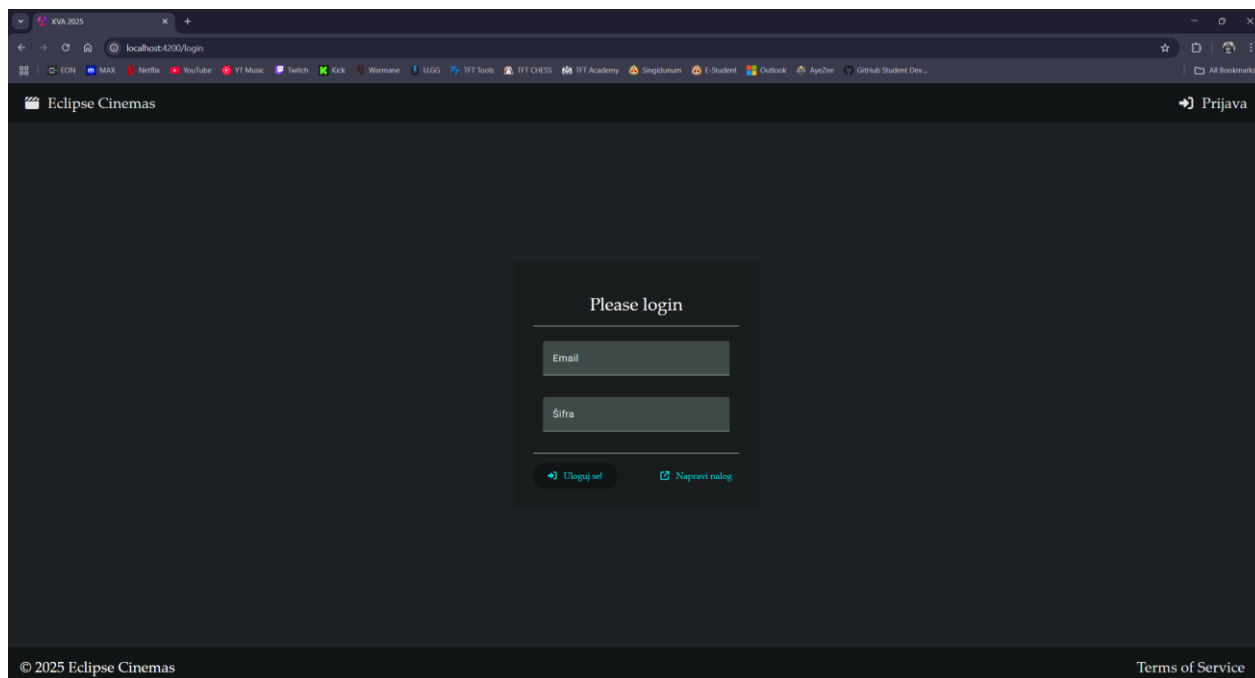 KVA 2025
localhost:4200/login
EON MAX Netflix YouTube YT Music Twitch Kick Warmane U.GG TFT Tools TFT CHESS TFT Academy Singidunum E-Student Outlook AyeZee GitHub Student Dev... All Bookmarks
Eclipse Cinemas Prijava
Please login
Email
Šifra
Uloguj se! Napravi nalog
© 2025 Eclipse Cinemas Terms of Service